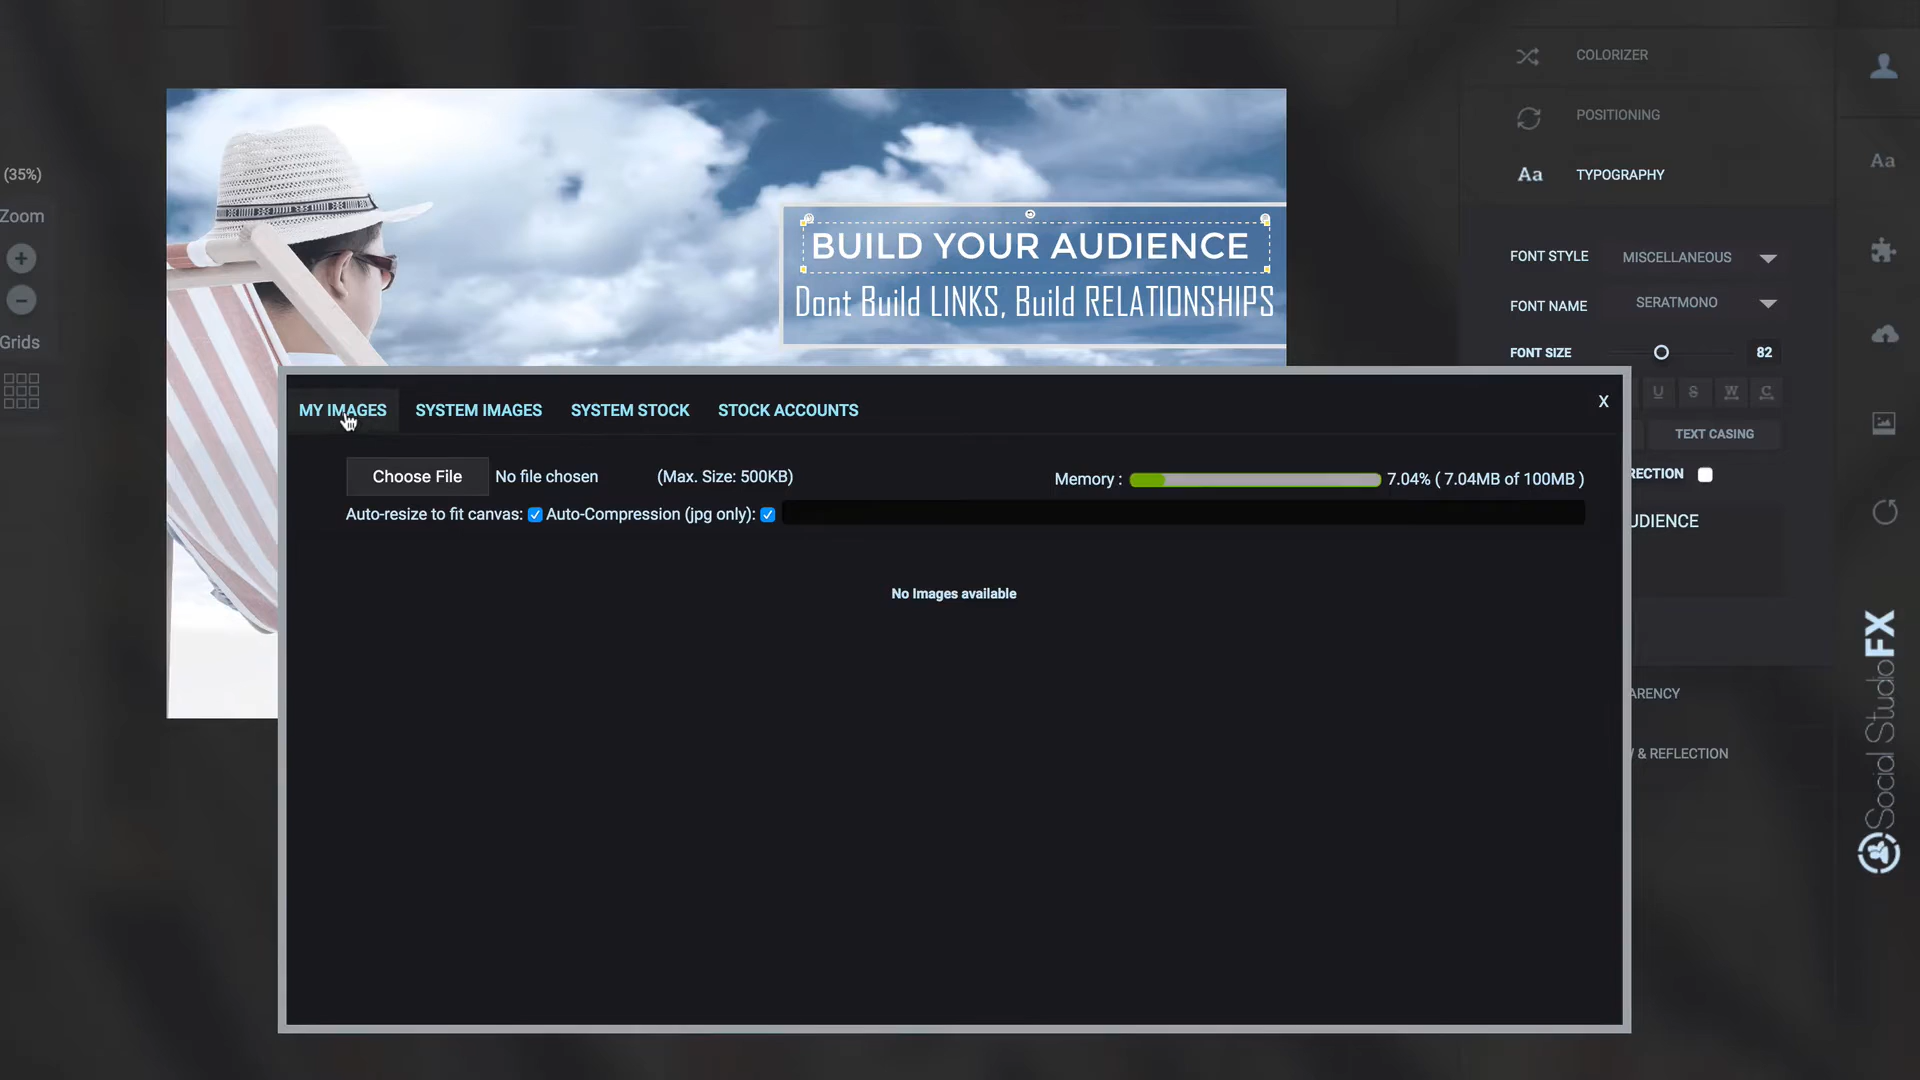 COLORIZER
POSITIONING
Aa TYPOGRAPHY
Aa
(35%)
Zoom
Grids
BUILD YOUR AUDIENCE
Dont Build LINKS, Build RELATIONSHIPS
FONT STYLE MISCELLANEOUS
FONT NAME SERATMONO
FONT SIZE 82
U S W C
TEXT CASING
RECTION
UDIENCE
ARENCY
& REFLECTION
MY IMAGES SYSTEM IMAGES SYSTEM STOCK STOCK ACCOUNTS X
Choose File No file chosen (Max. Size: 500KB) Memory : 7.04% ( 7.04MB of 100MB )
Auto-resize to fit canvas: Auto-Compression (jpg only):
No Images available
Social StudioFX